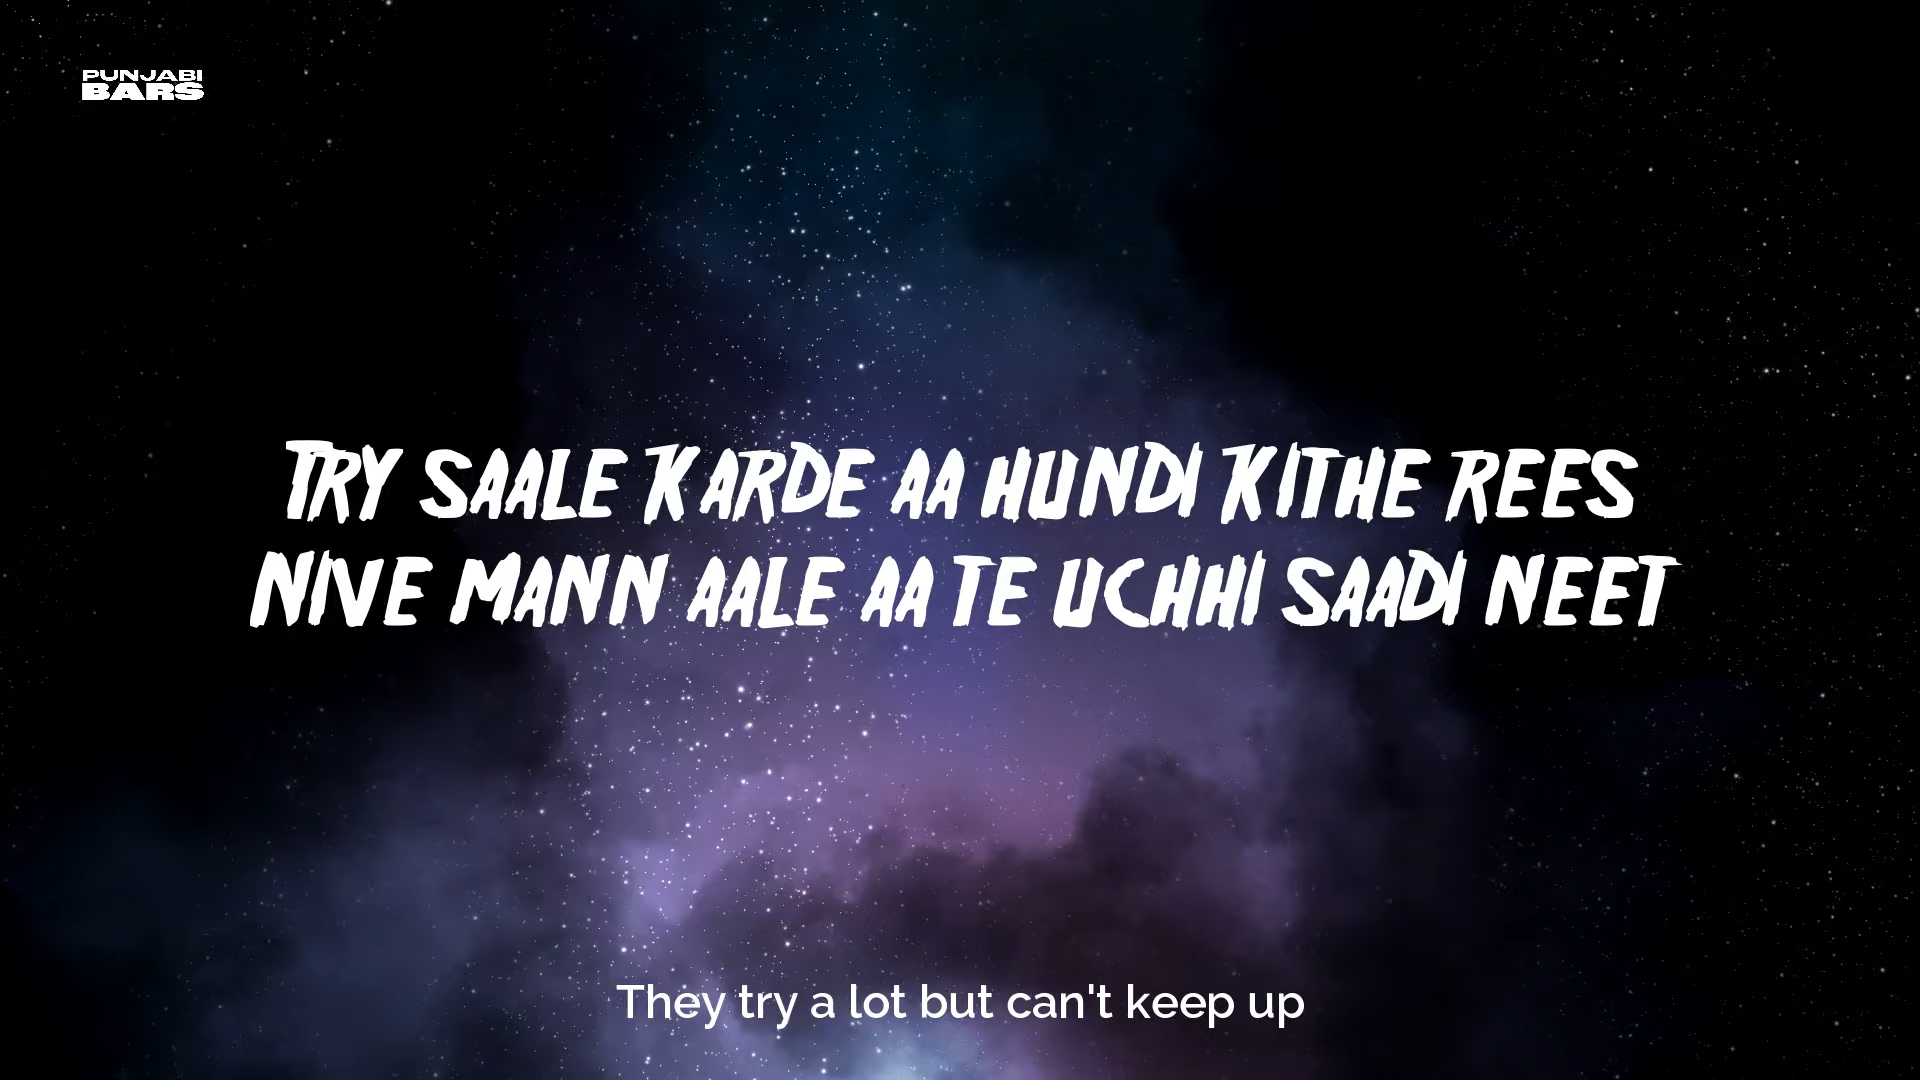 PUNJABI
BARS
TRY SAALE KARDE AA HUNDI KITHE REES
NIVE MANN AALE AA TE UCHHI SAADI NEET
They try a lot but can't keep up